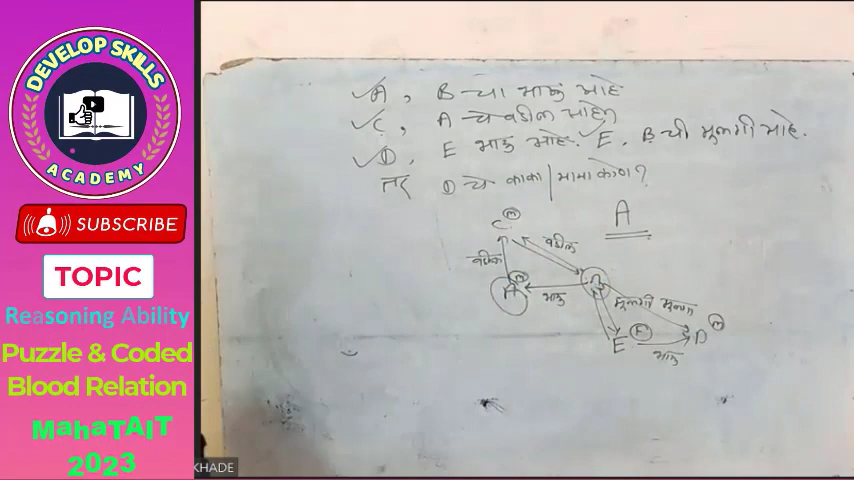 DEVELOP SKILLS
ACADEMY
SUBSCRIBE
TOPIC
Reasoning Ability
Puzzle & Coded
Blood Relation
MahaTAIT
2023
A, B चा भाऊ आहे
C, A चे वडील आहे
D, E भाऊ आहे. E, B ची मुलगी आहे.
तर D चे काका/मामा कोण?
A
C m
वडील
वडील
A m
भाऊ
मुलगी
E F
भाऊ
D m
KHADE